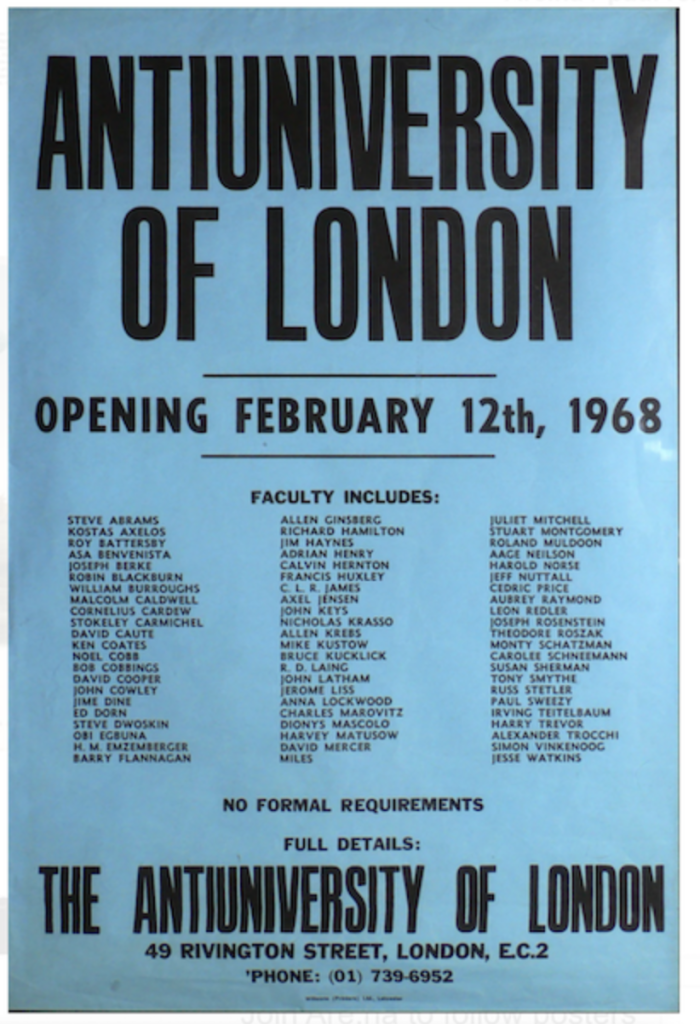 ANTIUNIVERSITY
OF LONDON
OPENING FEBRUARY 12th, 1968
FACULTY INCLUDES:
STEVE ABRAMS
KOSTAS AXELOS
ROY BATTERSBY
ASA BENVENISTA
JOSEPH BERKE
ROBIN BLACKBURN
WILLIAM BURROUGHS
MALCOLM CALDWELL
CORNELIUS CARDEW
STOKELEY CARMICHEL
DAVID CAUTE
KEN COATES
NOEL COBB
BOB COBBINGS
DAVID COOPER
JOHN COWLEY
JIME DINE
ED DORN
STEVE DWOSKIN
OBI EGBUNA
H. M. EMZEMBERGER
BARRY FLANNAGAN
ALLEN GINSBERG
RICHARD HAMILTON
JIM HAYNES
ADRIAN HENRY
CALVIN HERNTON
FRANCIS HUXLEY
C. L. R. JAMES
AXEL JENSEN
JOHN KEYS
NICHOLAS KRASSO
ALLEN KREBS
MIKE KUSTOW
BRUCE KUCKLICK
R. D. LAING
JOHN LATHAM
JEROME LISS
ANNA LOCKWOOD
CHARLES MAROVITZ
DIONYS MASCOLO
HARVEY MATUSOW
DAVID MERCER
MILES
JULIET MITCHELL
STUART MONTGOMERY
ROLAND MULDOON
AAGE NEILSON
HAROLD NORSE
JEFF NUTTALL
CEDRIC PRICE
AUBREY RAYMOND
LEON REDLER
JOSEPH ROSENSTEIN
THEODORE ROSZAK
MONTY SCHATZMAN
CAROLEE SCHNEEMANN
SUSAN SHERMAN
TONY SMYTHE
RUSS STETLER
PAUL SWEEZY
IRVING TEITELBAUM
HARRY TREVOR
ALEXANDER TROCCHI
SIMON VINKENOOG
JESSE WATKINS
NO FORMAL REQUIREMENTS
FULL DETAILS:
THE ANTIUNIVERSITY OF LONDON
49 RIVINGTON STREET, LONDON, E.C.2
'PHONE: (01) 739-6952
Join Are.na to follow posters